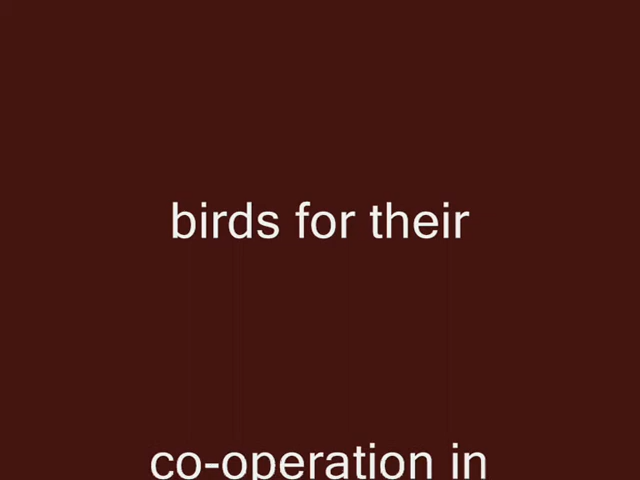 birds for their
co-operation in